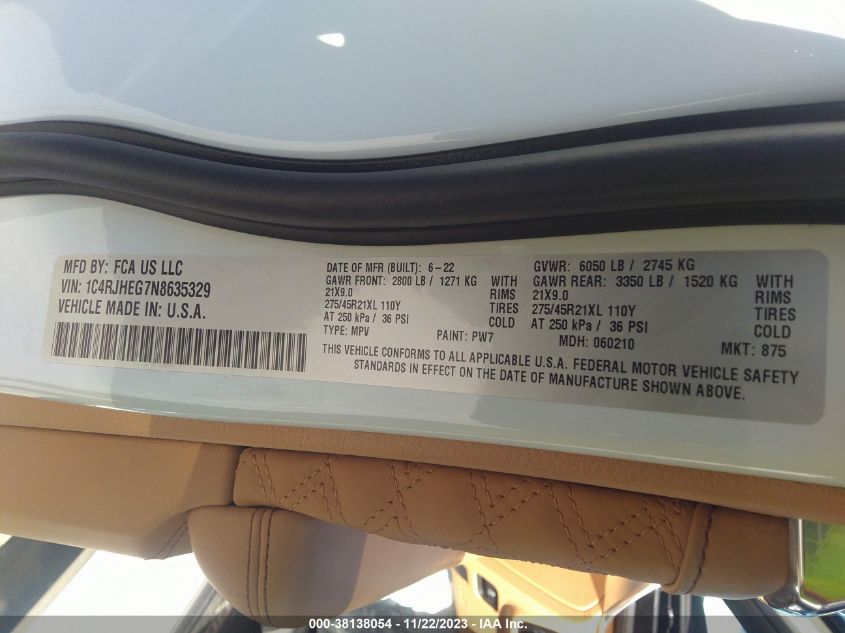 MFD BY: FCA US LLC
VIN: 1C4RJHEG7N8635329
VEHICLE MADE IN U.S.A.
DATE OF MFR (BUILT): 6-22
GAWR FRONT: 2800 LB / 1271 KG WITH
21X9.0 RIMS
275/45R21XL 110Y TIRES
AT 250 kPa / 36 PSI COLD
TYPE: MPV PAINT: PW7
GVWR: 6050 LB / 2745 KG
GAWR REAR: 3350 LB / 1520 KG WITH
21X9.0 RIMS
275/45R21XL 110Y TIRES
AT 250 kPa / 36 PSI COLD
MDH: 060210 MKT: 875
THIS VEHICLE CONFORMS TO ALL APPLICABLE U.S.A. FEDERAL MOTOR VEHICLE SAFETY
STANDARDS IN EFFECT ON THE DATE OF MANUFACTURE SHOWN ABOVE.
000-38138054 - 11/22/2023 - IAA Inc.